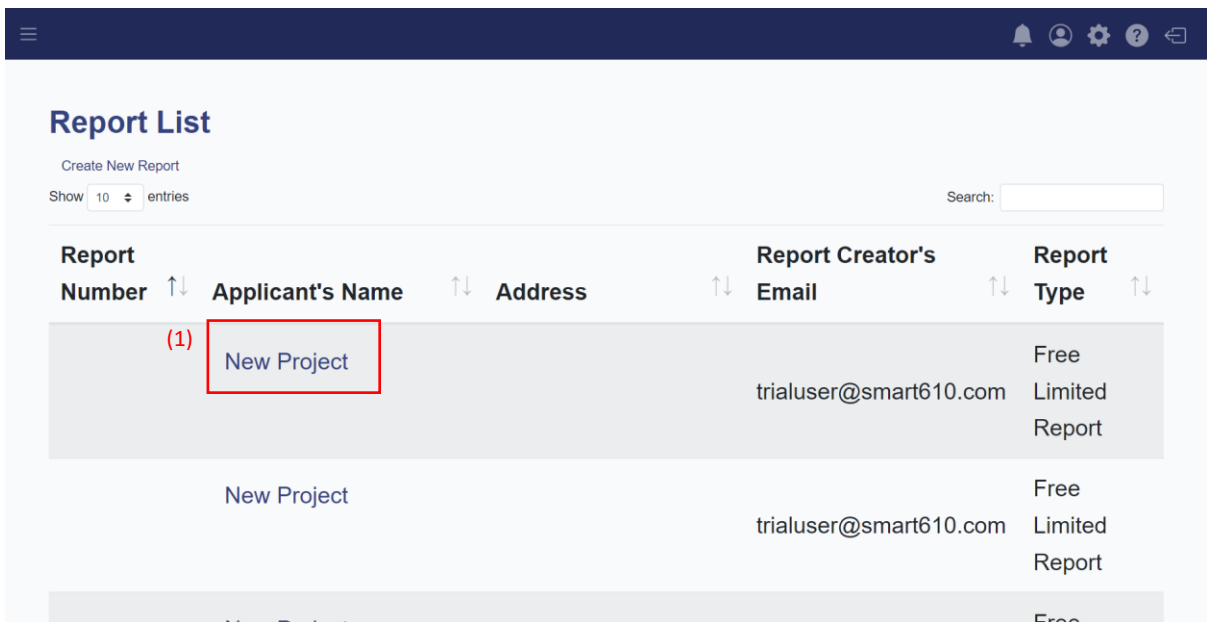 Report List
Create New Report
Show 10 entries
Search:
Report Number
Applicant's Name
Address
Report Creator's Email
Report Type
(1)
New Project
trialuser@smart610.com
Free
Limited
Report
New Project
trialuser@smart610.com
Free
Limited
Report